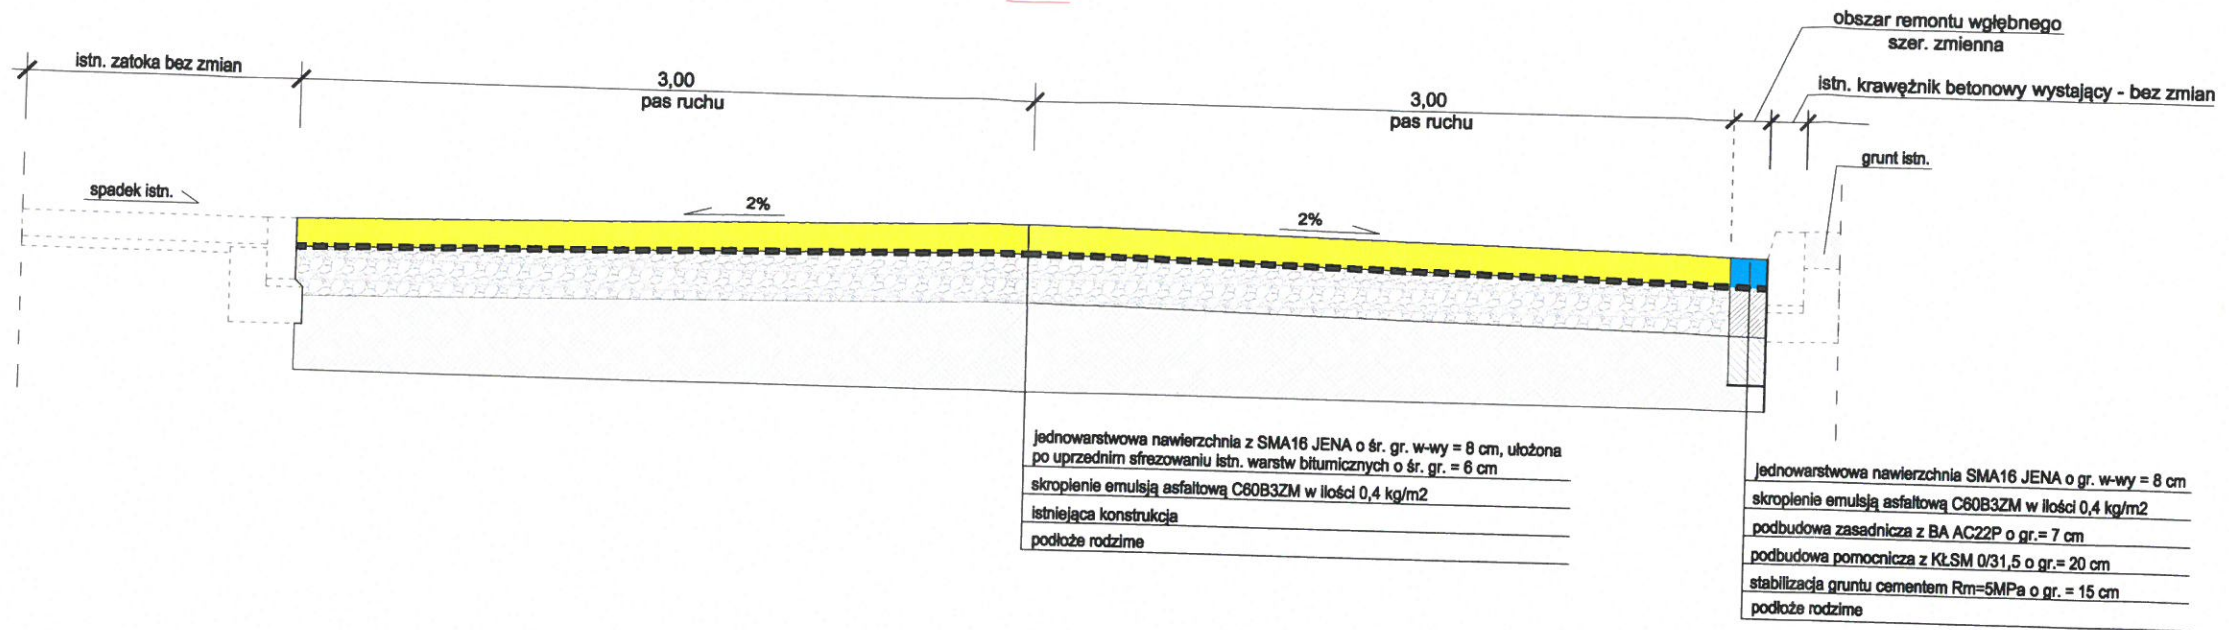 obszar remontu wgłębnego
szer. zmienna
istn. zatoka bez zmian
3,00
pas ruchu
3,00
pas ruchu
istn. krawężnik betonowy wystający - bez zmian
grunt istn.
spadek istn.
2%
2%
jednowarstwowa nawierzchnia z SMA16 JENA o śr. gr. w-wy = 8 cm, ułożona
po uprzednim sfrezowaniu istn. warstw bitumicznych o śr. gr. = 6 cm
skropienie emulsją asfaltową C60B3ZM w ilości 0,4 kg/m2
istniejąca konstrukcja
podłoże rodzime
jednowarstwowa nawierzchnia SMA16 JENA o gr. w-wy = 8 cm
skropienie emulsją asfaltową C60B3ZM w ilości 0,4 kg/m2
podbudowa zasadnicza z BA AC22P o gr.= 7 cm
podbudowa pomocnicza z KŁSM 0/31,5 o gr.= 20 cm
stabilizacja gruntu cementem Rm=5MPa o gr. = 15 cm
podłoże rodzime